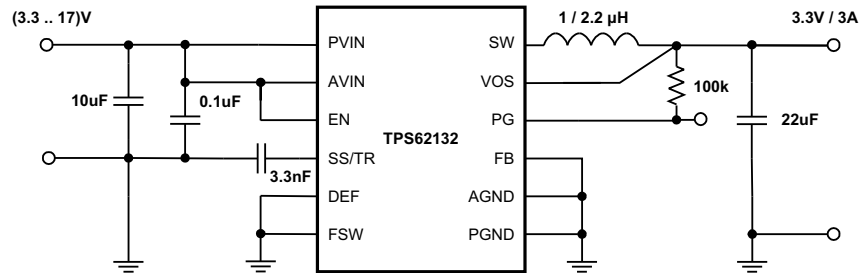 (3.3 .. 17)V
1 / 2.2 µH
3.3V / 3A
PVIN
SW
AVIN
VOS
100k
10uF
0.1uF
EN
PG
22uF
TPS62132
SS/TR
FB
3.3nF
DEF
AGND
FSW
PGND